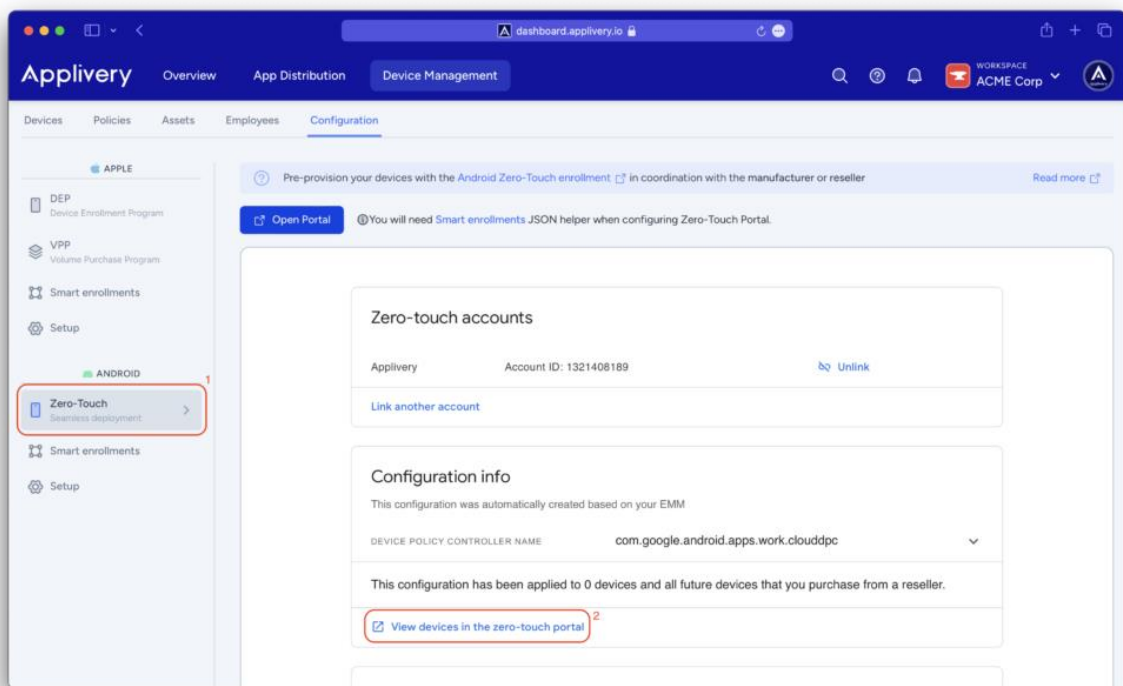 dashboard.applivery.io
Applivery Overview App Distribution Device Management WORKSPACE ACME Corp
Devices Policies Assets Employees Configuration
APPLE
DEP
Device Enrollment Program
VPP
Volume Purchase Program
Smart enrollments
Setup
ANDROID
1
Zero-Touch
Seamless deployment
Smart enrollments
Setup
Pre-provision your devices with the Android Zero-Touch enrollment in coordination with the manufacturer or reseller Read more
Open Portal You will need Smart enrollments JSON helper when configuring Zero-Touch Portal.
Zero-touch accounts
Applivery Account ID: 1321408189 Unlink
Link another account
Configuration info
This configuration was automatically created based on your EMM
DEVICE POLICY CONTROLLER NAME com.google.android.apps.work.clouddpc
This configuration has been applied to 0 devices and all future devices that you purchase from a reseller.
View devices in the zero-touch portal 2